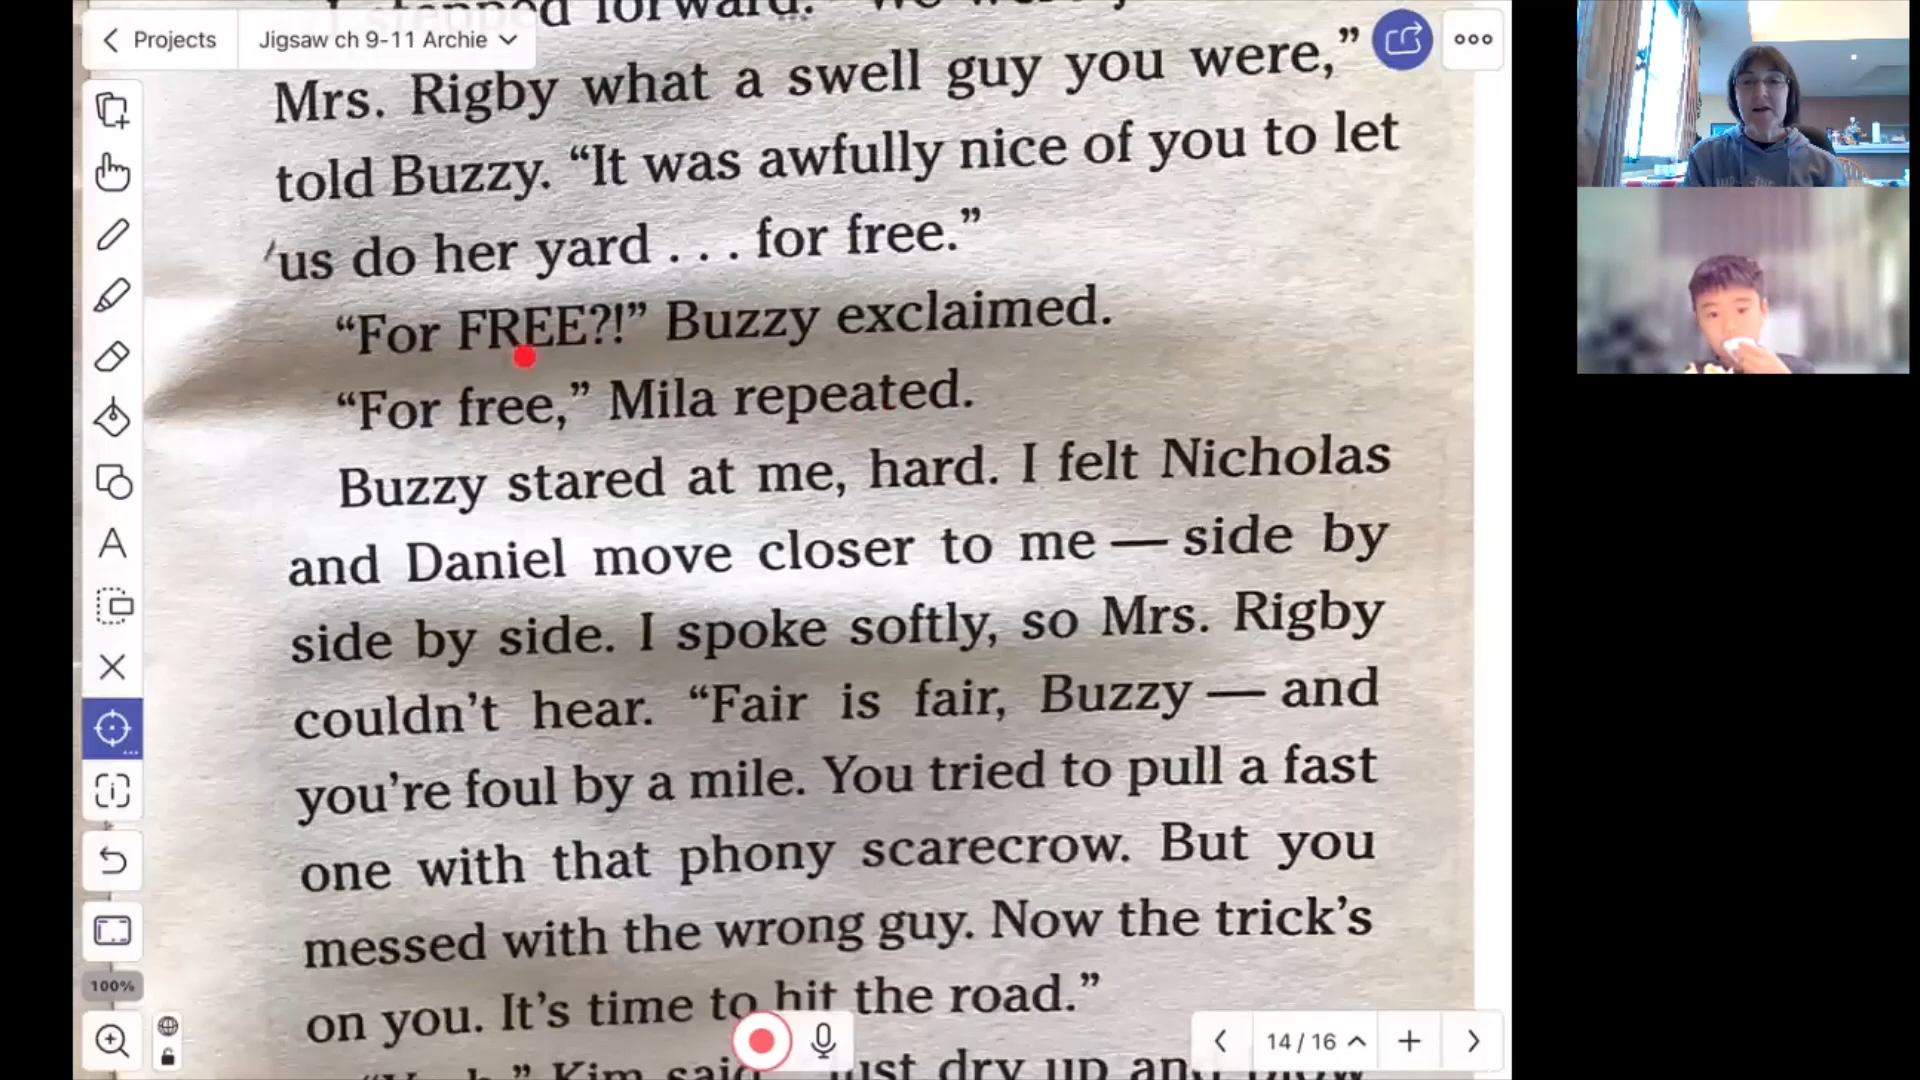 Projects
Jigsaw ch 9-11 Archie
forward.
Mrs. Rigby what a swell guy you were,”
told Buzzy. “It was awfully nice of you to let
us do her yard . . . for free.”
“For FREE?!” Buzzy exclaimed.
“For free,” Mila repeated.
Buzzy stared at me, hard. I felt Nicholas
and Daniel move closer to me — side by
side by side. I spoke softly, so Mrs. Rigby
couldn’t hear. “Fair is fair, Buzzy — and
you’re foul by a mile. You tried to pull a fast
one with that phony scarecrow. But you
messed with the wrong guy. Now the trick’s
on you. It’s time to hit the road.”
Kim said dry up
A
100%
14 / 16